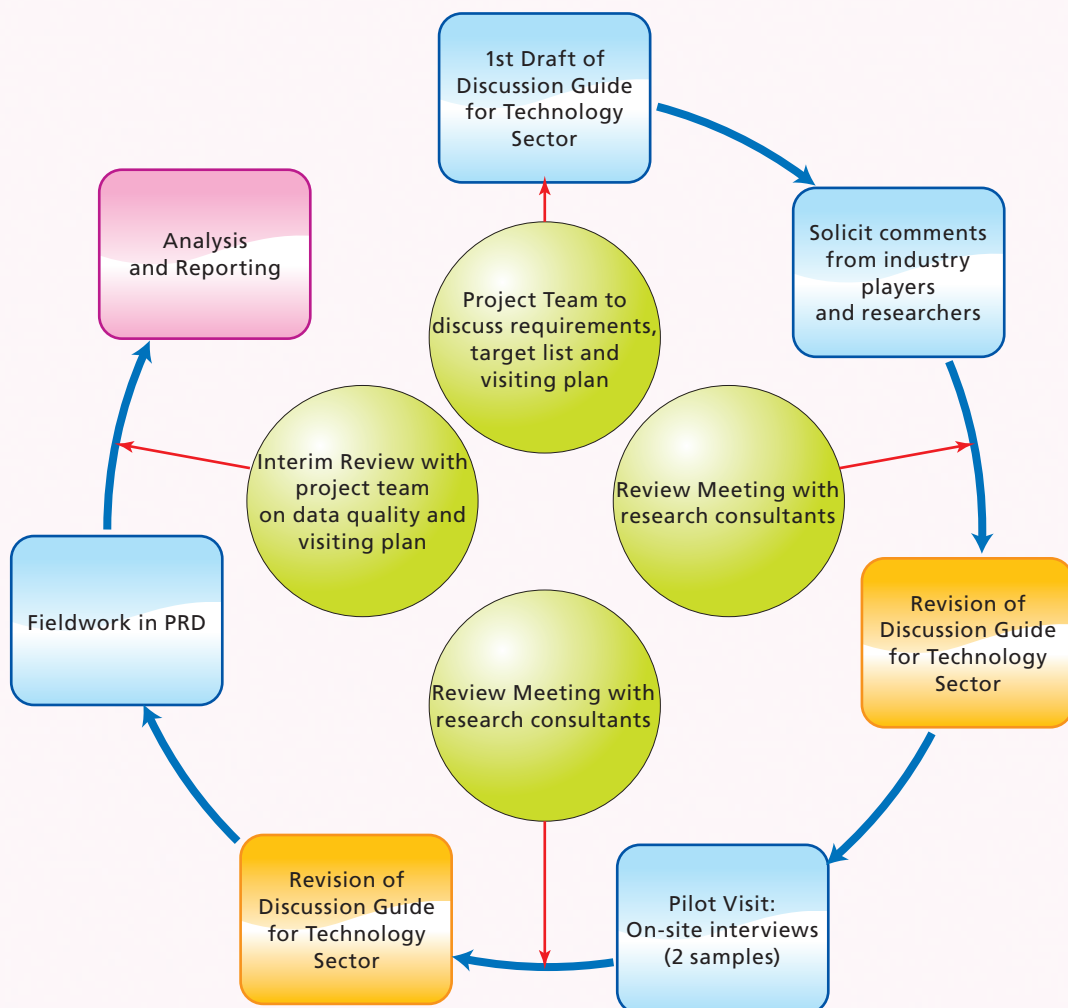 1st Draft of
Discussion Guide
for Technology
Sector
Solicit comments
from industry
players
and researchers
Revision of
Discussion Guide
for Technology
Sector
Pilot Visit:
On-site interviews
(2 samples)
Revision of
Discussion Guide
for Technology
Sector
Fieldwork in PRD
Analysis
and Reporting
Project Team to
discuss requirements,
target list and
visiting plan
Review Meeting with
research consultants
Review Meeting with
research consultants
Interim Review with
project team
on data quality and
visiting plan